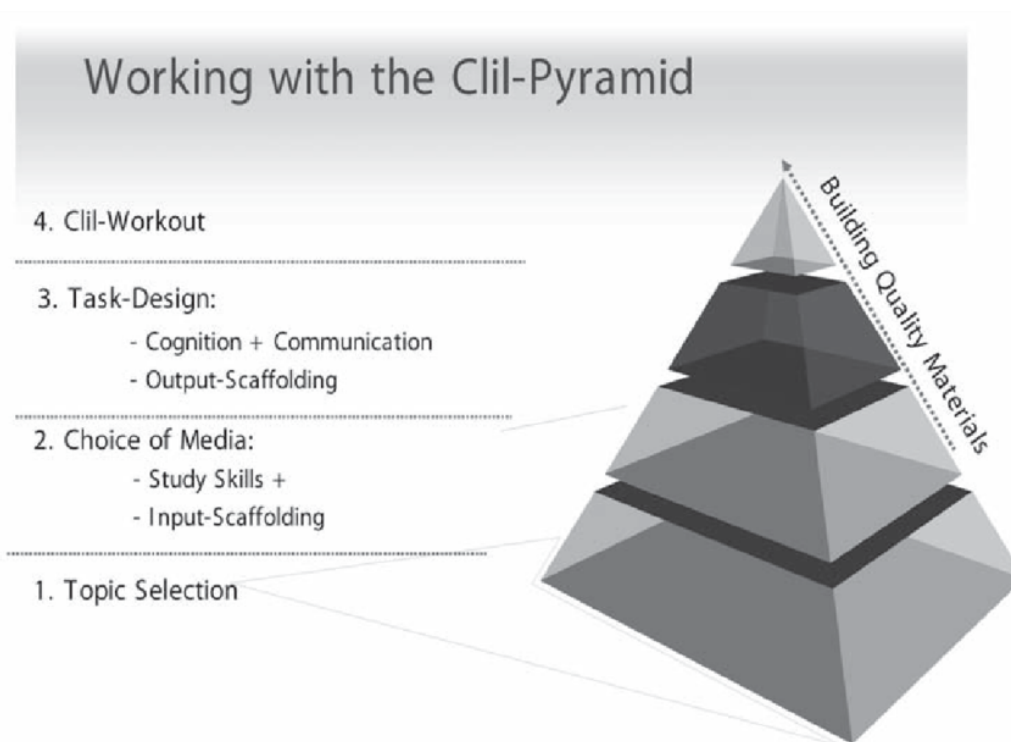 Working with the Clil-Pyramid
4. Clil-Workout
3. Task-Design:
- Cognition + Communication
- Output-Scaffolding
2. Choice of Media:
- Study Skills +
- Input-Scaffolding
1. Topic Selection
Building Quality Materials